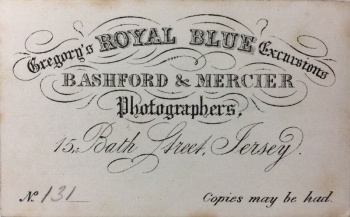 Gregory's ROYAL BLUE Excursions
BASHFORD & MERCIER
Photographers,
15, Bath Street, Jersey.
No 131 Copies may be had.